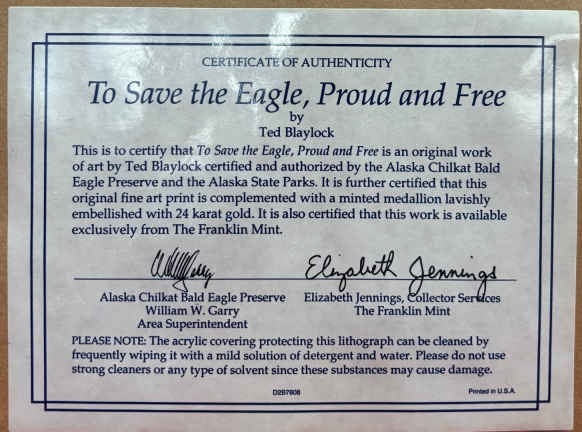 CERTIFICATE OF AUTHENTICITY
To Save the Eagle, Proud and Free
by
Ted Blaylock
This is to certify that To Save the Eagle, Proud and Free is an original work
of art by Ted Blaylock certified and authorized by the Alaska Chilkat Bald
Eagle Preserve and the Alaska State Parks. It is further certified that this
original fine art print is complemented with a minted medallion lavishly
embellished with 24 karat gold. It is also certified that this work is available
exclusively from The Franklin Mint.
Elizabeth Jennings
Alaska Chilkat Bald Eagle Preserve
William W. Garry
Area Superintendent
Elizabeth Jennings, Collector Services
The Franklin Mint
PLEASE NOTE: The acrylic covering protecting this lithograph can be cleaned by
frequently wiping it with a mild solution of detergent and water. Please do not use
strong cleaners or any type of solvent since these substances may cause damage.
D2B7608
Printed in U.S.A.